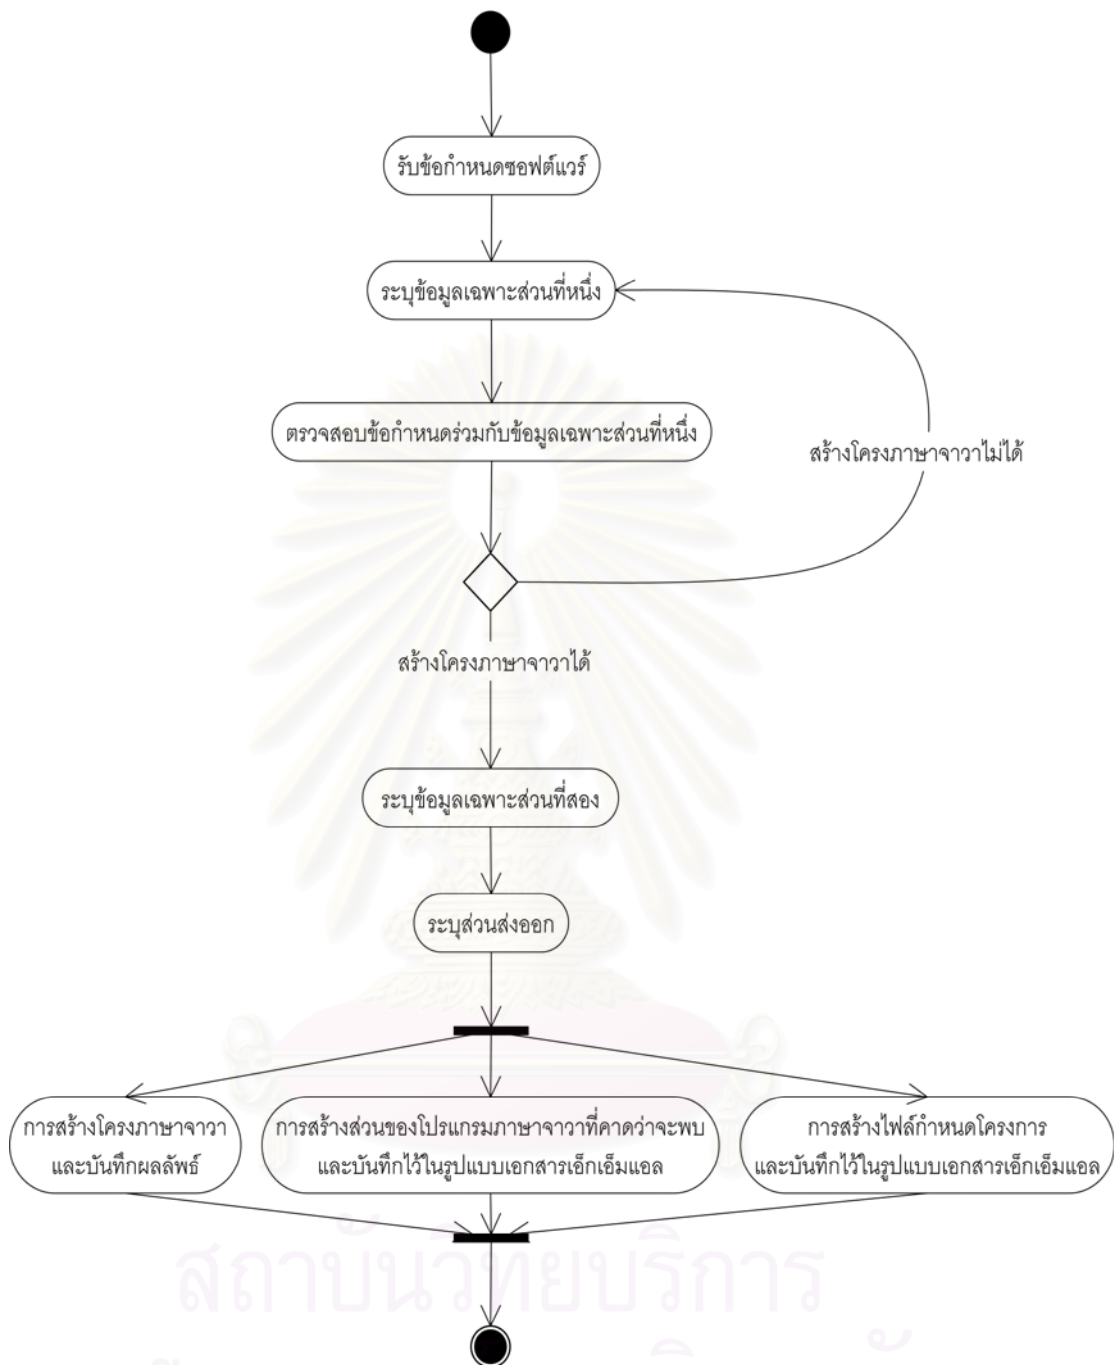 รับข้อกำหนดซอฟต์แวร์
ระบุข้อมูลเฉพาะส่วนที่หนึ่ง
ตรวจสอบข้อกำหนดร่วมกับข้อมูลเฉพาะส่วนที่หนึ่ง
สร้างโครงภาษาจาวาไม่ได้
สร้างโครงภาษาจาวาได้
ระบุข้อมูลเฉพาะส่วนที่สอง
ระบุส่วนส่งออก
การสร้างโครงภาษาจาวา
และบันทึกผลลัพธ์
การสร้างส่วนของโปรแกรมภาษาจาวาที่คาดว่าจะพบ
และบันทึกไว้ในรูปแบบเอกสารเอ็กเอ็มแอล
การสร้างไฟล์กำหนดโครงการ
และบันทึกไว้ในรูปแบบเอกสารเอ็กเอ็มแอล
สถาบันวิทยบริการ